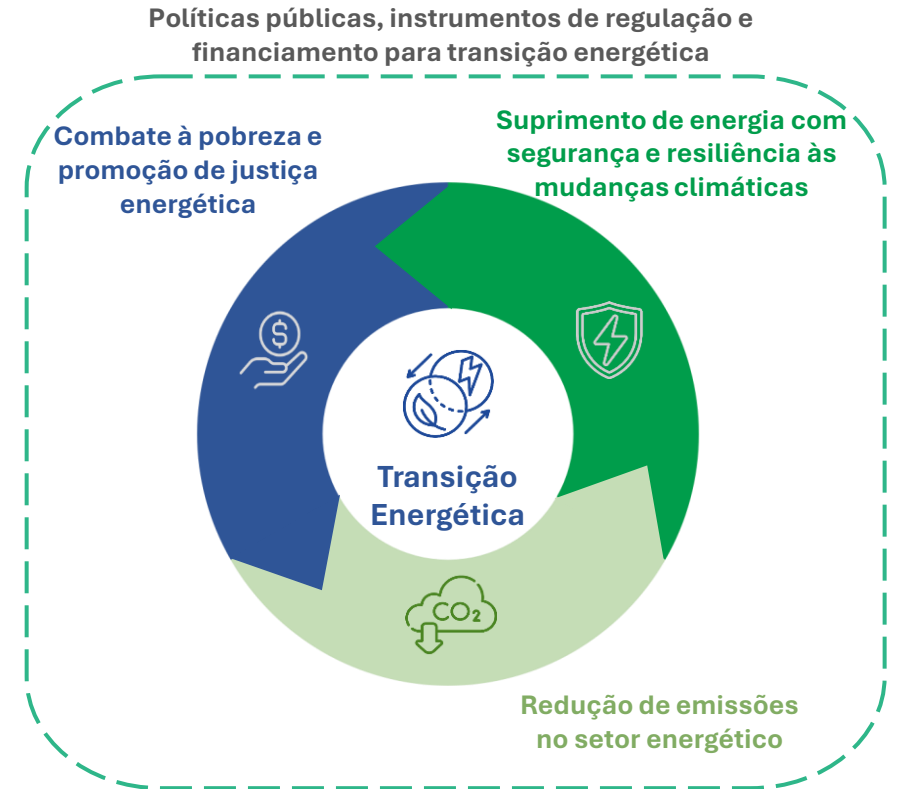 Políticas públicas, instrumentos de regulação e
financiamento para transição energética
Combate à pobreza e
promoção de justiça
energética
Suprimento de energia com
segurança e resiliência às
mudanças climáticas
$
Transição
Energética
CO₂
Redução de emissões
no setor energético